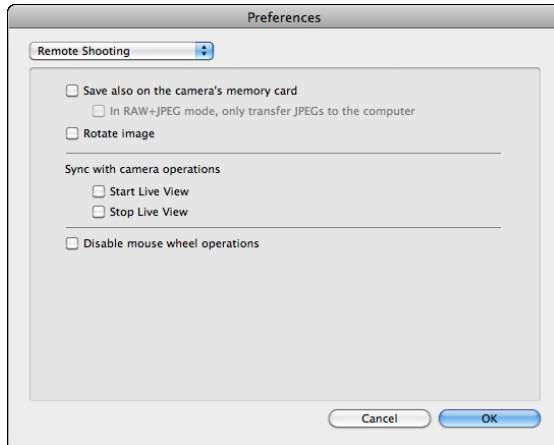 Preferences
Remote Shooting
Save also on the camera's memory card
In RAW+JPEG mode, only transfer JPEGs to the computer
Rotate image
Sync with camera operations
Start Live View
Stop Live View
Disable mouse wheel operations
Cancel OK